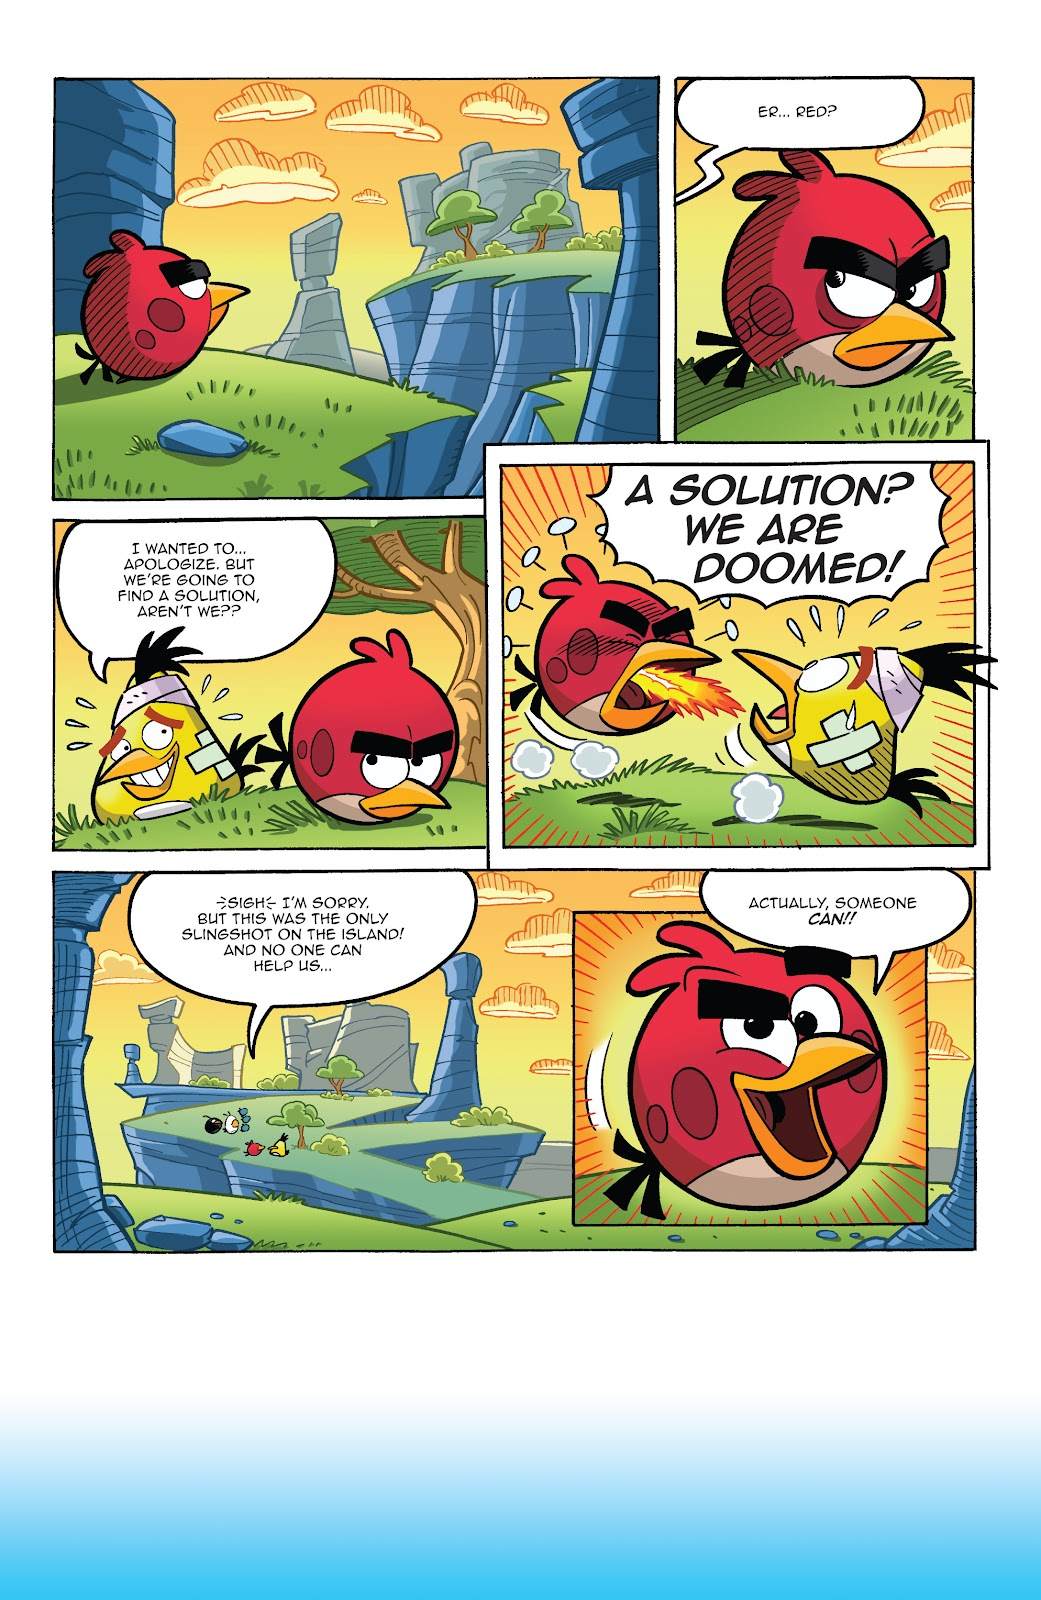 ER... RED?
I WANTED TO...
APOLOGIZE. BUT
WE'RE GOING TO
FIND A SOLUTION,
AREN'T WE??
A SOLUTION?
WE ARE
DOOMED!
SIGH I'M SORRY.
BUT THIS WAS THE ONLY
SLINGSHOT ON THE ISLAND!
AND NO ONE CAN
HELP US...
ACTUALLY, SOMEONE
CAN!!